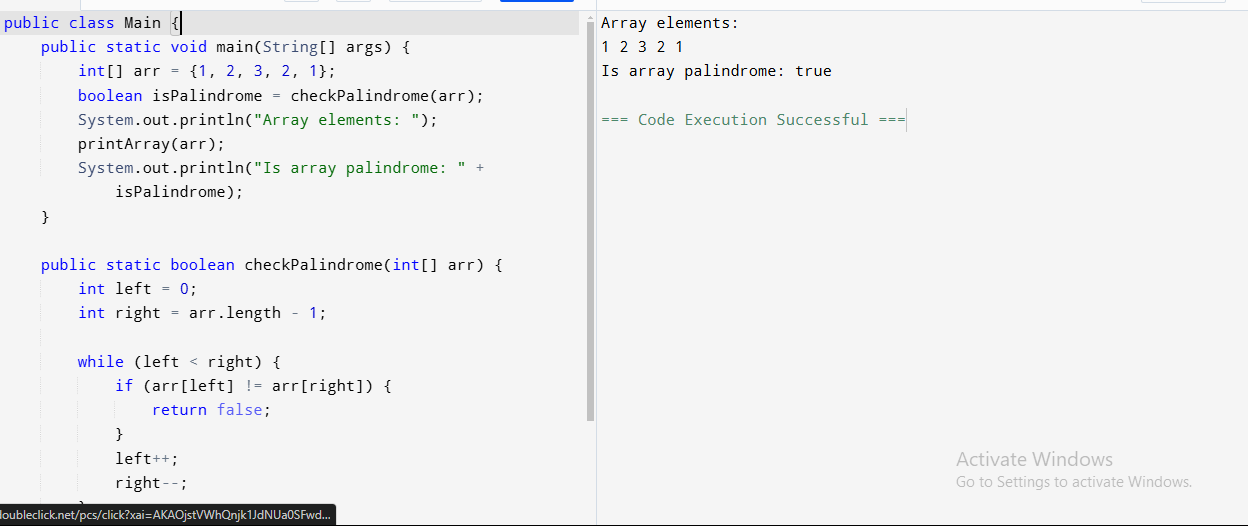 public class Main {
public static void main(String[] args) {
int[] arr = {1, 2, 3, 2, 1};
boolean isPalindrome = checkPalindrome(arr);
System.out.println("Array elements: ");
printArray(arr);
System.out.println("Is array palindrome: " +
isPalindrome);
}
public static boolean checkPalindrome(int[] arr) {
int left = 0;
int right = arr.length - 1;
while (left < right) {
if (arr[left] != arr[right]) {
return false;
}
left++;
right--;
doubleclick.net/pcs/click?xai=AKAOjstVWhQnjk1JdNUa0SFwd...
Array elements:
1 2 3 2 1
Is array palindrome: true
=== Code Execution Successful ===
Activate Windows
Go to Settings to activate Windows.